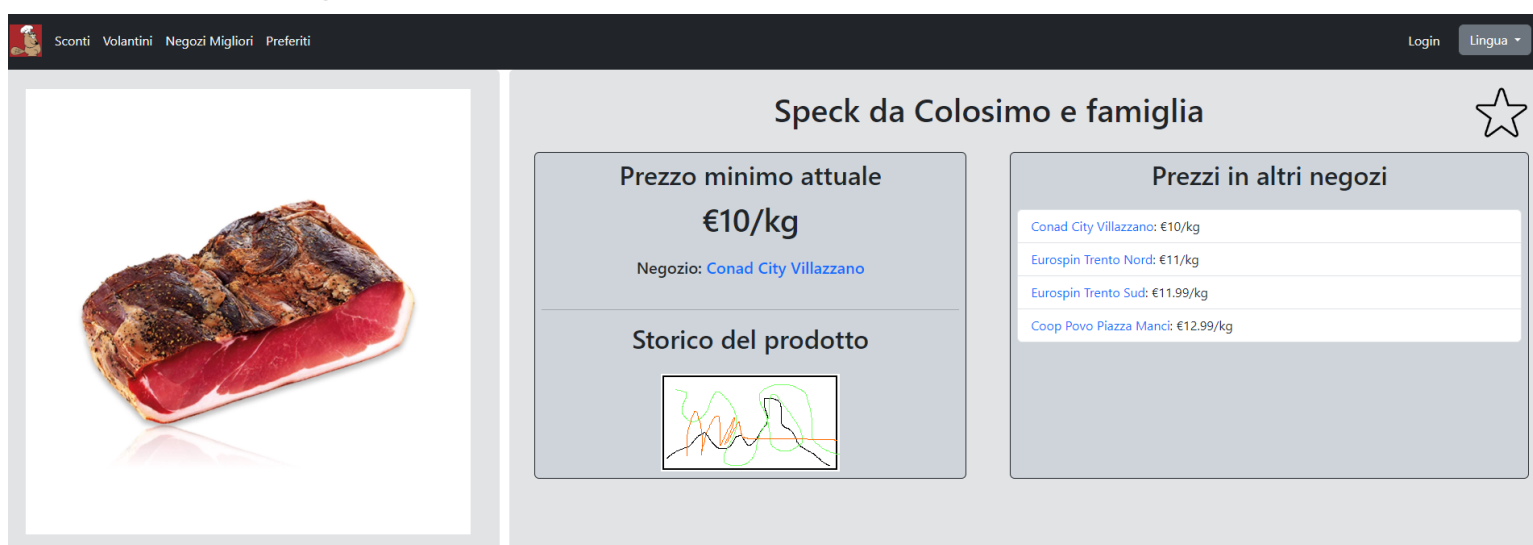 Sconti Volantini Negozi Migliori Preferiti Login Lingua
Speck da Colosimo e famiglia
Prezzo minimo attuale
€10/kg
Negozio: Conad City Villazzano
Storico del prodotto
Prezzi in altri negozi
Conad City Villazzano: €10/kg
Eurospin Trento Nord: €11/kg
Eurospin Trento Sud: €11.99/kg
Coop Povo Piazza Manci: €12.99/kg